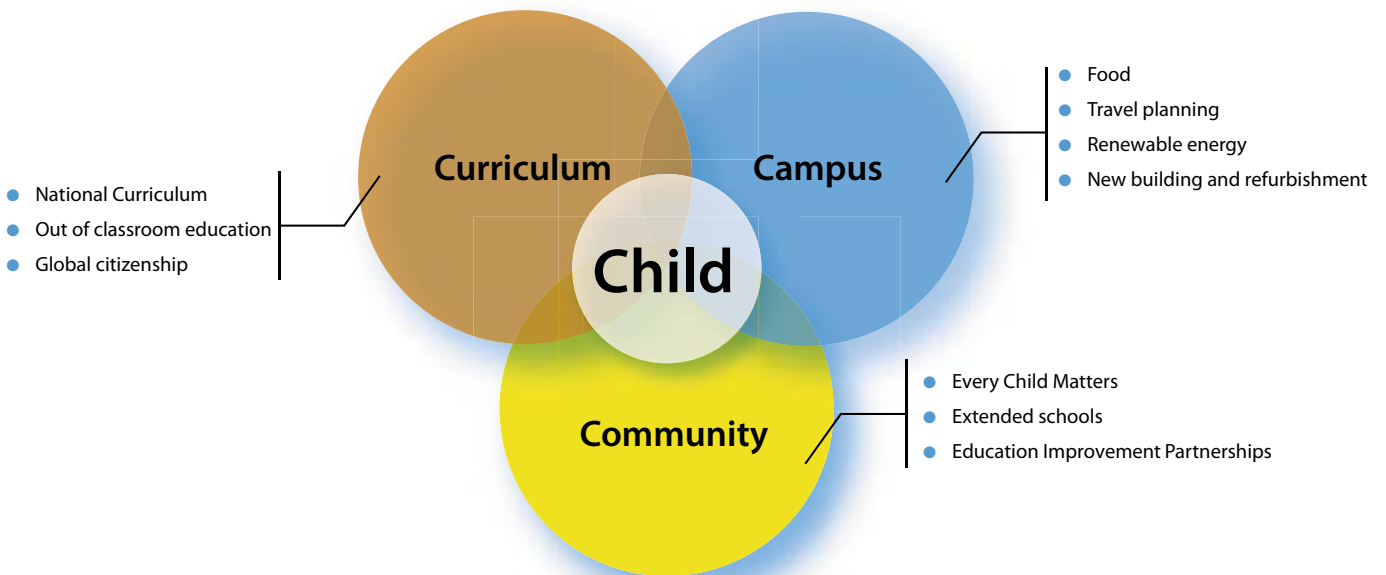 Curriculum
Campus
Child
Community
National Curriculum
Out of classroom education
Global citizenship
Food
Travel planning
Renewable energy
New building and refurbishment
Every Child Matters
Extended schools
Education Improvement Partnerships